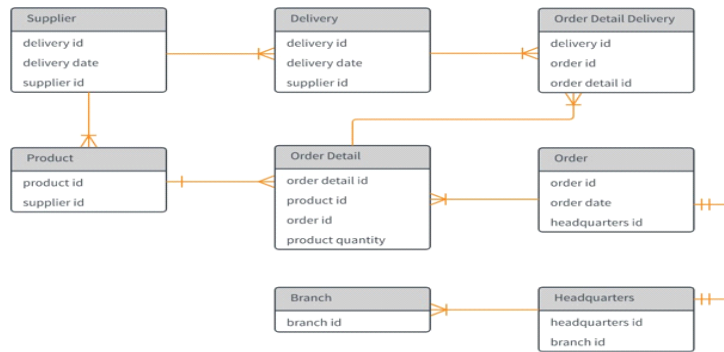 Supplier
delivery id
delivery date
supplier id
Delivery
delivery id
delivery date
supplier id
Order Detail Delivery
delivery id
order id
order detail id
Product
product id
supplier id
Order Detail
order detail id
product id
order id
product quantity
Order
order id
order date
headquarters id
Branch
branch id
Headquarters
headquarters id
branch id